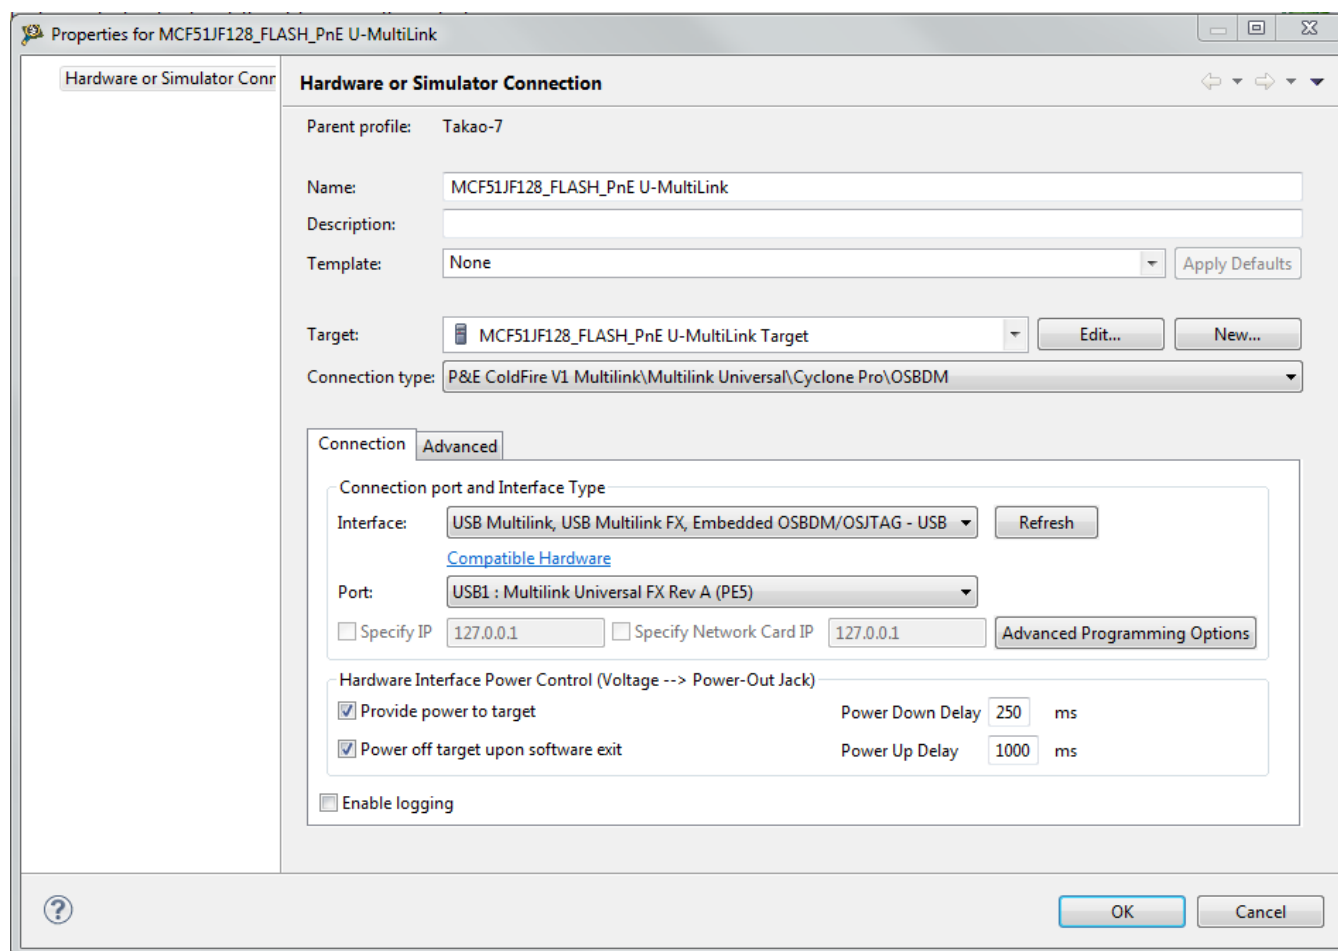 Properties for MCF51JF128_FLASH_PnE U-MultiLink
Hardware or Simulator Conr
Hardware or Simulator Connection
Parent profile: Takao-7
Name: MCF51JF128_FLASH_PnE U-MultiLink
Description:
Template: None Apply Defaults
Target: MCF51JF128_FLASH_PnE U-MultiLink Target Edit... New...
Connection type: P&E ColdFire V1 Multilink\Multilink Universal\Cyclone Pro\OSBDM
Connection Advanced
Connection port and Interface Type
Interface: USB Multilink, USB Multilink FX, Embedded OSBDM/OSJTAG - USB Refresh
Compatible Hardware
Port: USB1 : Multilink Universal FX Rev A (PE5)
Specify IP 127.0.0.1 Specify Network Card IP 127.0.0.1 Advanced Programming Options
Hardware Interface Power Control (Voltage --> Power-Out Jack)
Provide power to target Power Down Delay 250 ms
Power off target upon software exit Power Up Delay 1000 ms
Enable logging
? OK Cancel